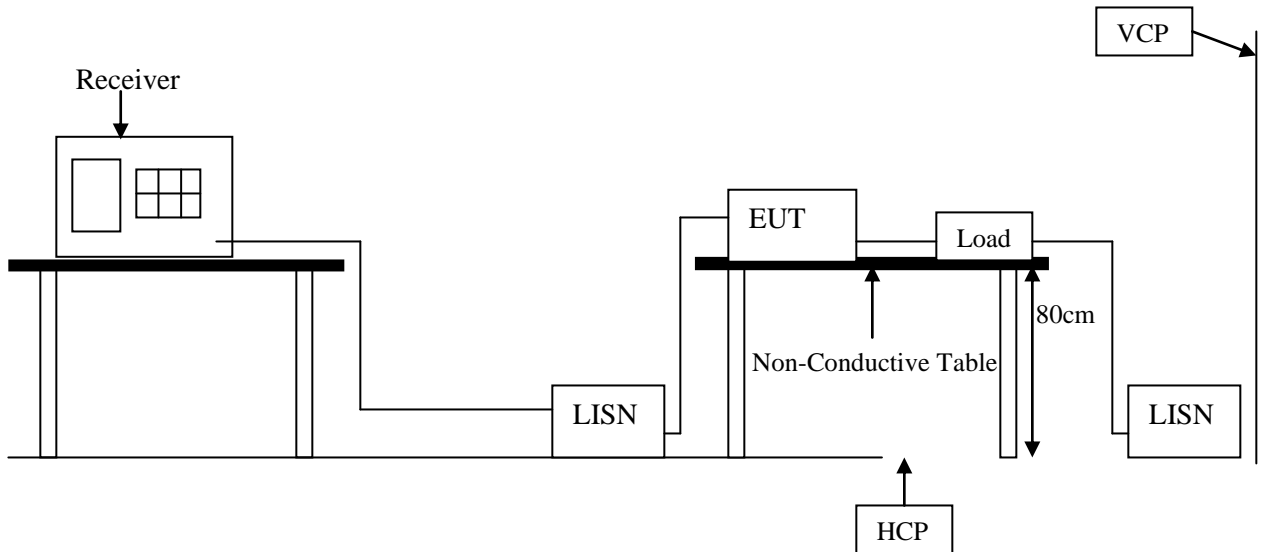 VCP
Receiver
EUT
Load
80cm
Non-Conductive Table
LISN
LISN
HCP